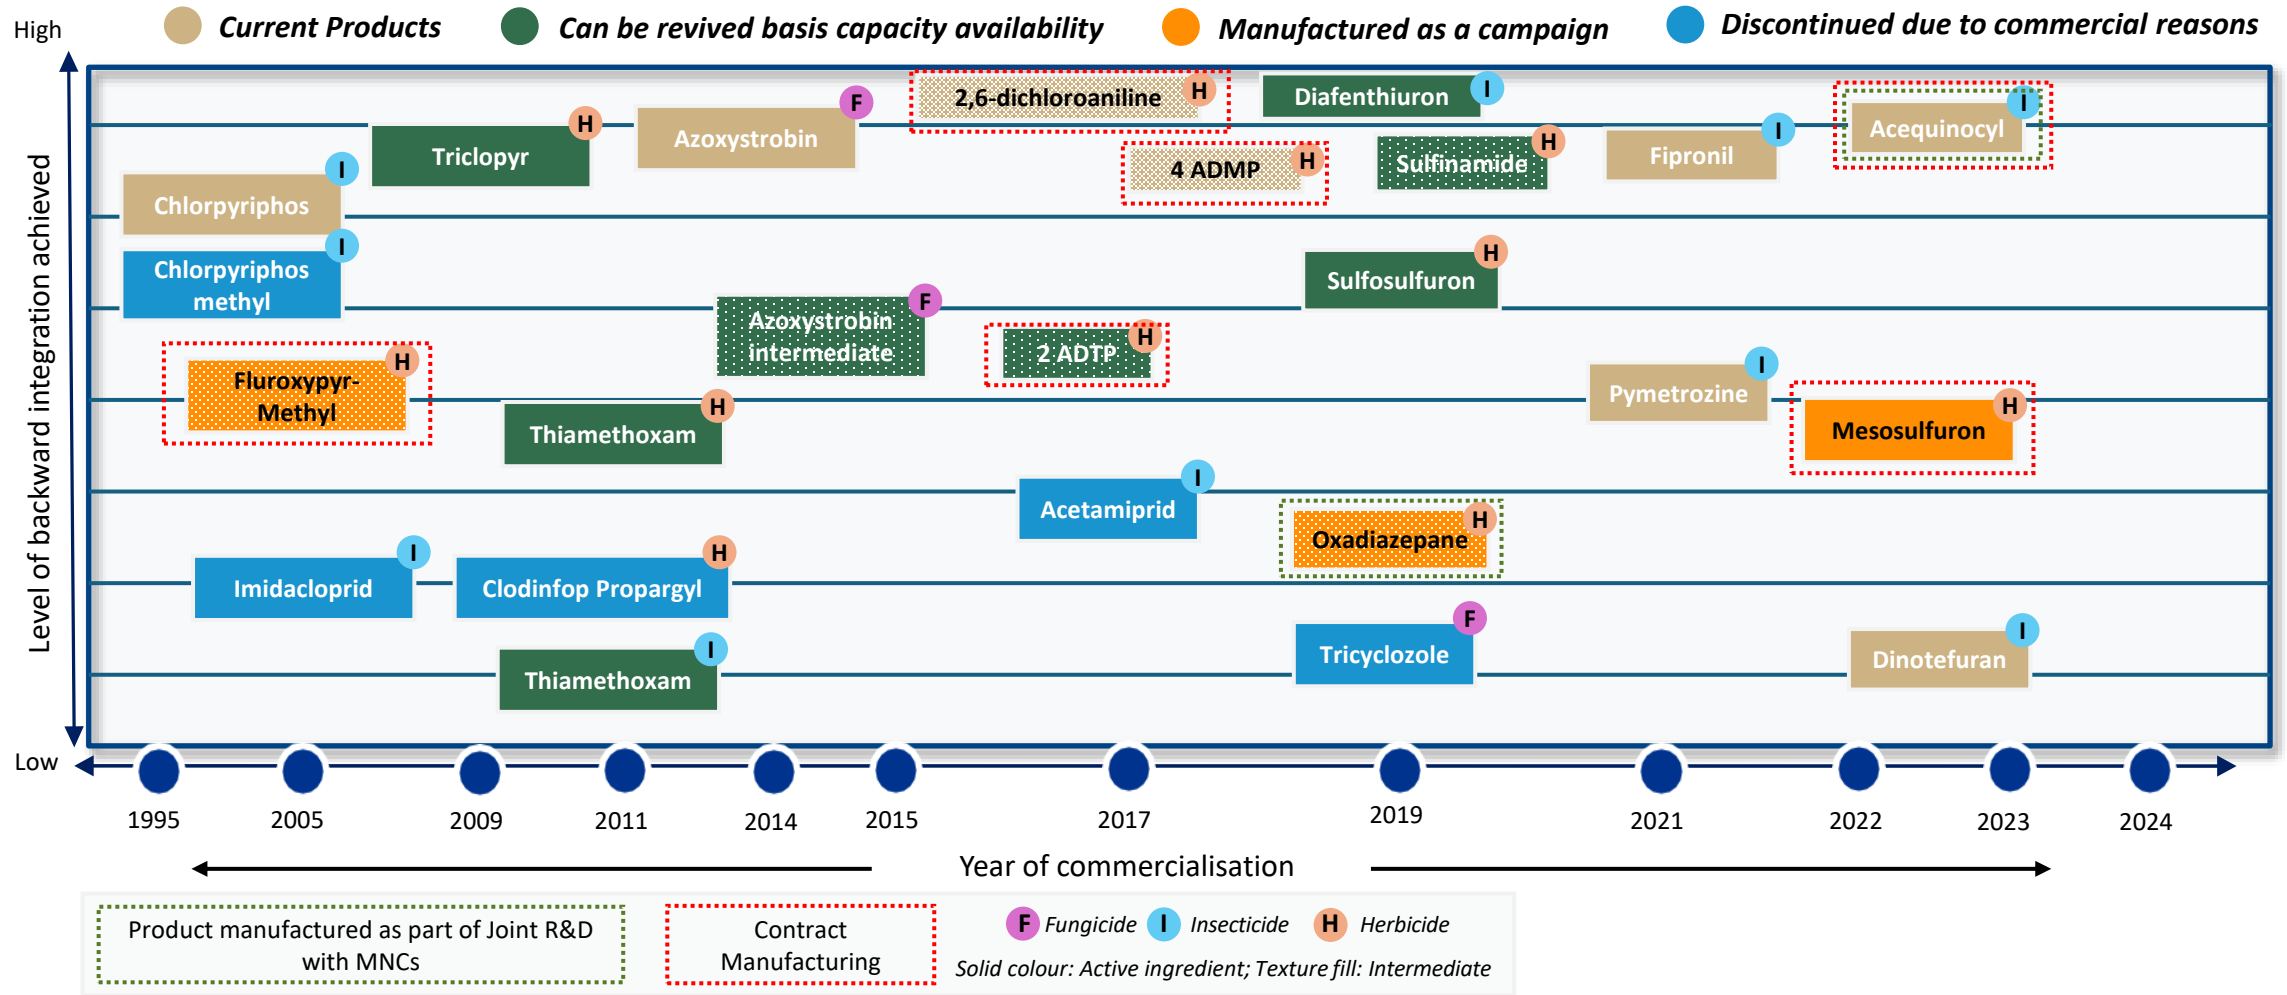 High
Current Products
Can be revived basis capacity availability
Manufactured as a campaign
Discontinued due to commercial reasons
Level of backward integration achieved
2,6-dichloroaniline H
Diafenthiuron I
Acequinocyl I
Azoxystrobin F
Triclopyr H
4 ADMP H
Sulfinamide H
Fipronil I
Chlorpyriphos I
Chlorpyriphos
methyl
I
Sulfosulfuron H
Azoxystrobin
intermediate
F
2 ADTP H
Fluroxypyr-
Methyl
H
Pymetrozine I
Thiamethoxam H
Mesosulfuron H
Acetamiprid I
Oxadiazepane H
Imidacloprid I
Clodinfop Propargyl H
Tricyclozole F
Thiamethoxam I
Dinotefuran I
Low
1995
2005
2009
2011
2014
2015
2017
2019
2021
2022
2023
2024
Year of commercialisation
Product manufactured as part of Joint R&D
with MNCs
Contract
Manufacturing
F Fungicide I Insecticide H Herbicide
Solid colour: Active ingredient; Texture fill: Intermediate